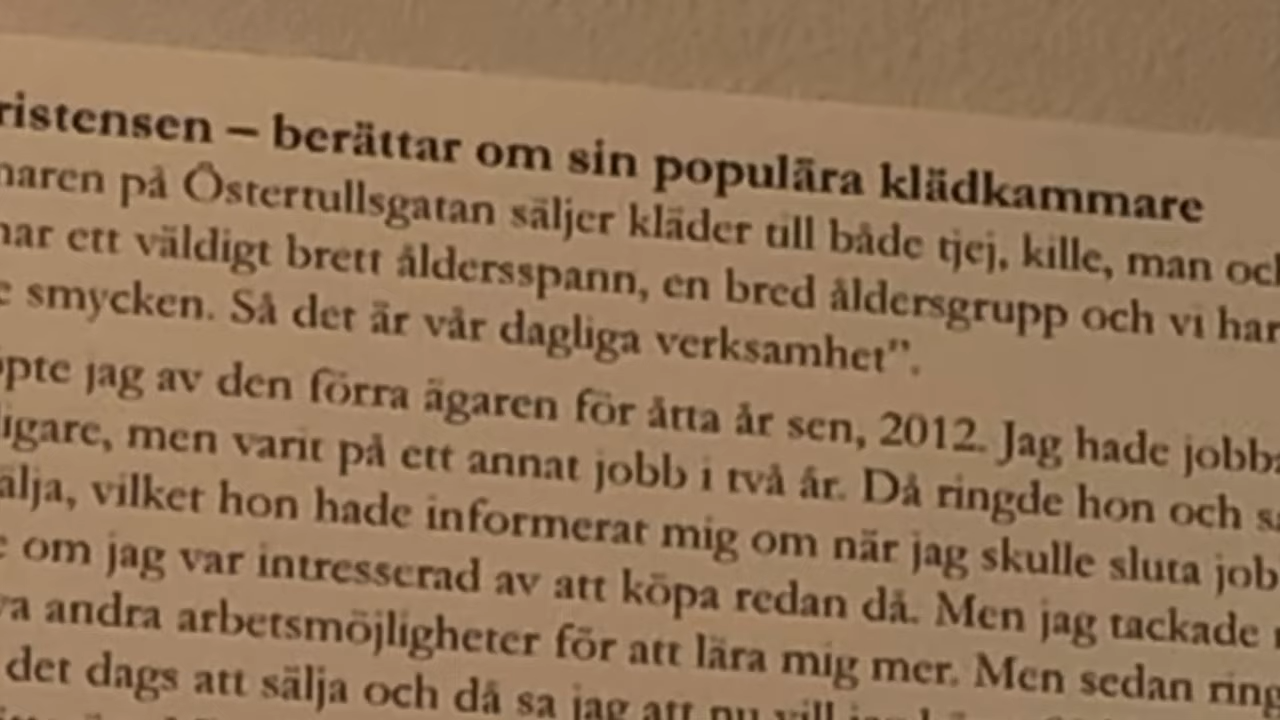 ristensen – berättar om sin populära klädkammare
naren på Östertullsgatan säljer kläder till både tjej, kille, man och
har ett väldigt brett åldersspann, en bred åldersgrupp och vi har
e smycken. Så det är vår dagliga verksamhet”.
öpte jag av den förra ägaren för åtta år sen, 2012. Jag hade jobba
ligare, men varit på ett annat jobb i två år. Då ringde hon och s
älja, vilket hon hade informerat mig om när jag skulle sluta job
e om jag var intresserad av att köpa redan då. Men jag tackade
va andra arbetsmöjligheter för att lära mig mer. Men sedan ring
det dags att sälja och då sa jag att nu vill